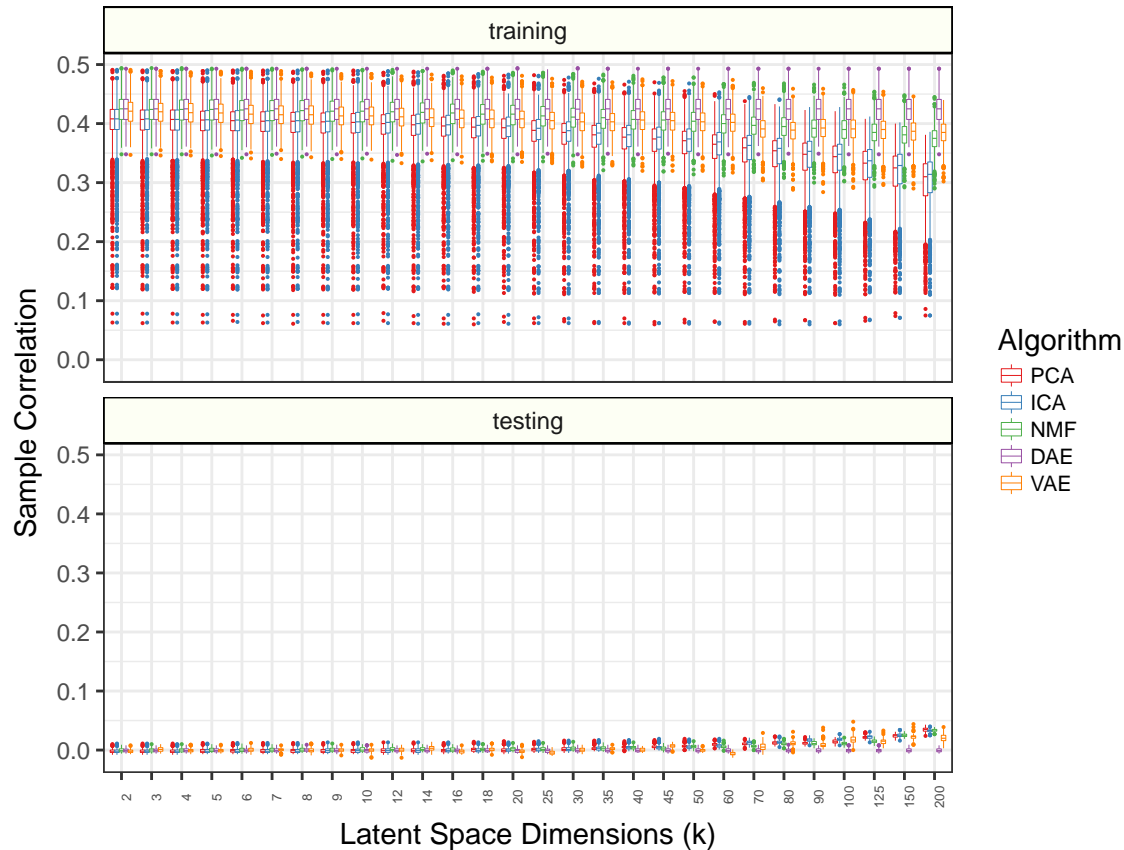 training
0.5
0.4
0.3
0.2
0.1
0.0
testing
0.5
0.4
0.3
0.2
0.1
0.0
2 3 4 5 6 7 8 9 10 12 14 16 18 20 25 30 35 40 45 50 60 70 80 90 100 125 150 200
Latent Space Dimensions (k)
Sample Correlation
Algorithm
PCA
ICA
NMF
DAE
VAE